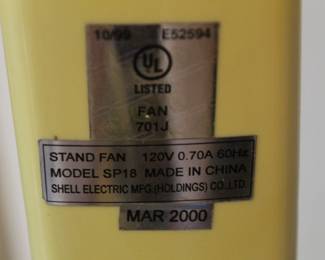 10/99 E52594
UL
LISTED
FAN
701J
STAND FAN 120V 0.70A 60Hz
MODEL SP18 MADE IN CHINA
SHELL ELECTRIC MFG (HOLDINGS) CO.,LTD.
MAR 2000